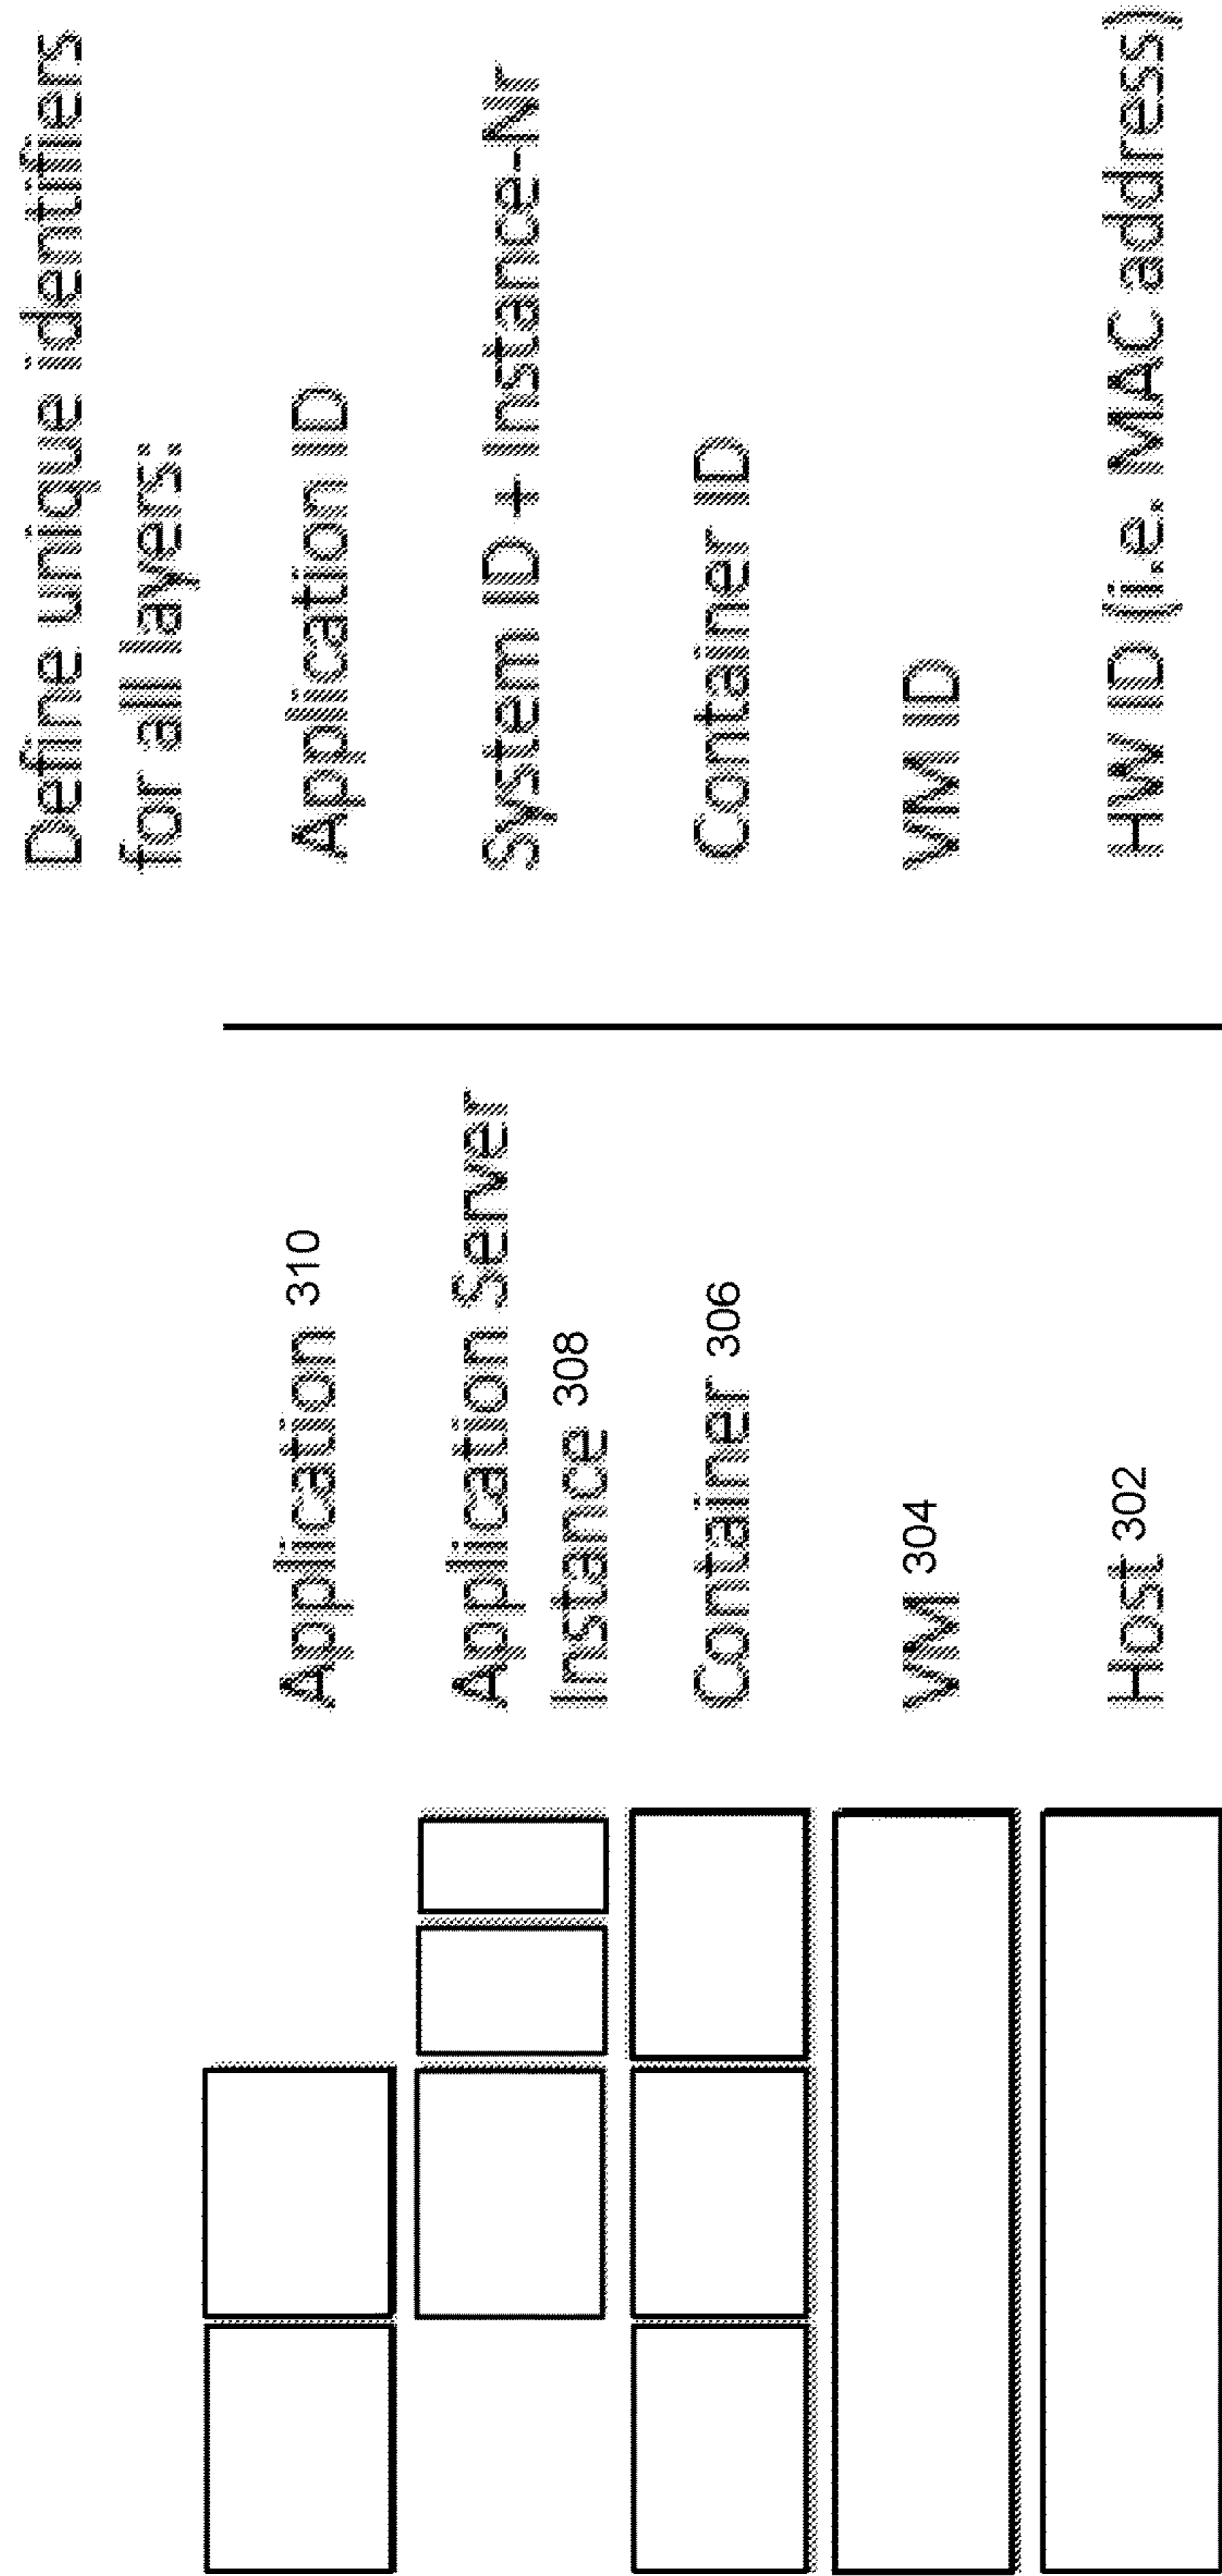 Define unique identifiers
for all layers:
Application 310
Application ID
Application Server
Instance 308
System ID + Instance-Nr
Container 306
Container ID
VM 304
VM ID
Host 302
HW ID (i.e. MAC address)